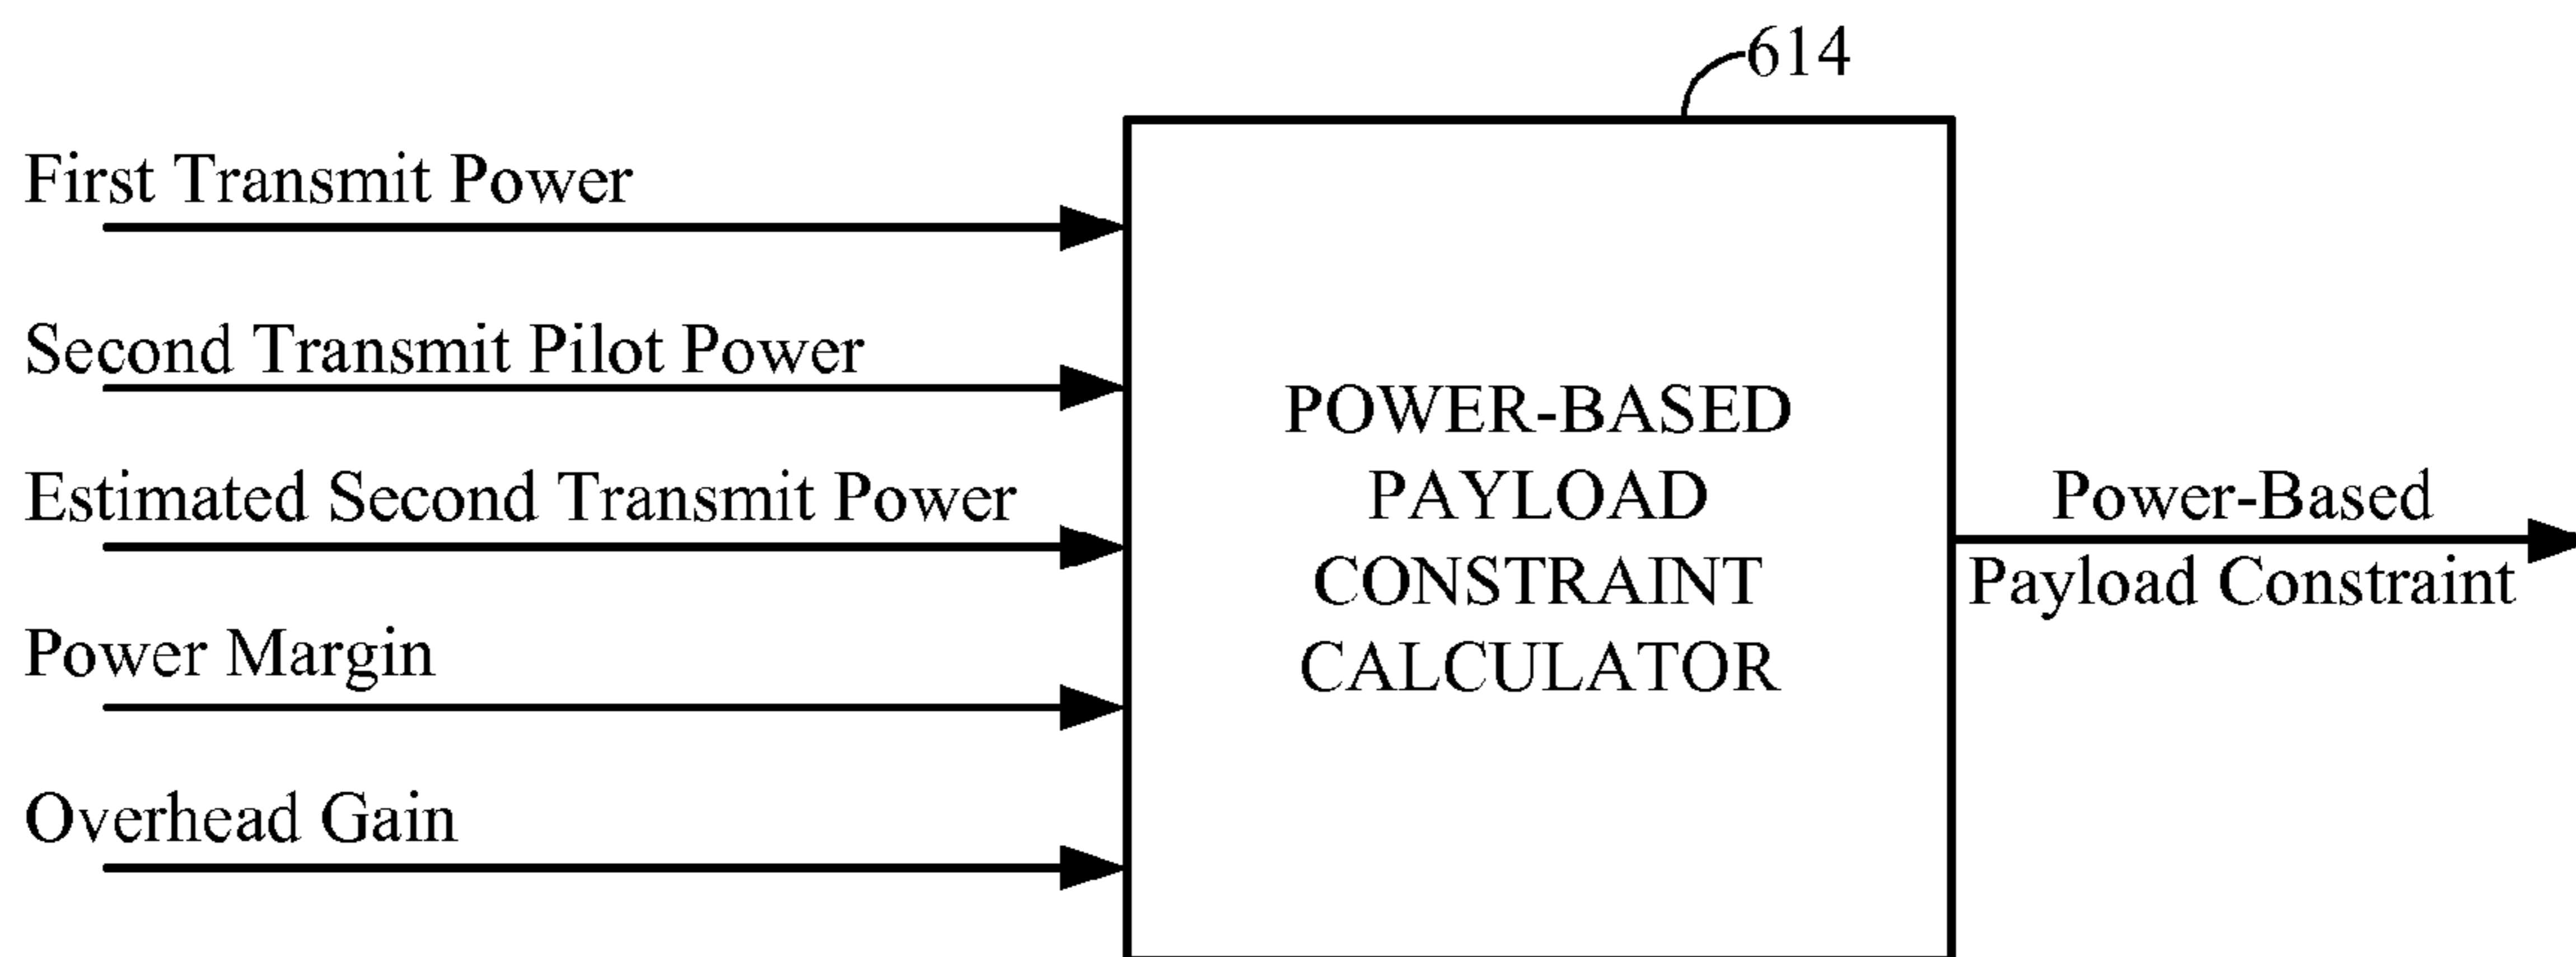 614
First Transmit Power
Second Transmit Pilot Power
Estimated Second Transmit Power
Power Margin
Overhead Gain
POWER-BASED
PAYLOAD
CONSTRAINT
CALCULATOR
Power-Based
Payload Constraint